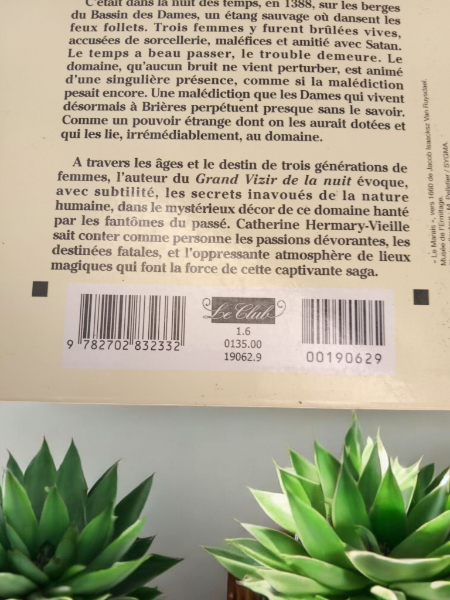 C'était dans la nuit des temps, en 1388, sur les berges
du Bassin des Dames, un étang sauvage où dansent les
feux follets. Trois femmes y furent brûlées vives,
accusées de sorcellerie, maléfices et amitié avec Satan.
Le temps a beau passer, le trouble demeure. Le
domaine, qu'aucun bruit ne vient perturber, est animé
d'une singulière présence, comme si la malédiction
pesait encore. Une malédiction que les Dames qui vivent
désormais à Brières perpétuent presque sans le savoir.
Comme un pouvoir étrange dont on les aurait dotées et
qui les lie, irrémédiablement, au domaine.
A travers les âges et le destin de trois générations de
femmes, l'auteur du Grand Vizir de la nuit évoque,
avec subtilité, les secrets inavoués de la nature
humaine, dans le mystérieux décor de ce domaine hanté
par les fantômes du passé. Catherine Hermary-Vieille
sait conter comme personne les passions dévorantes, les
destinées fatales, et l'oppressante atmosphère de lieux
magiques qui font la force de cette captivante saga.
« Le Marais », vers 1660 de Jacob Isaacksz Van Ruysdael.
Musée de l'Ermitage.
Pelletier / SYGMA
Le Club
1.6
0135.00
19062.9
9 782702 832332
00190629